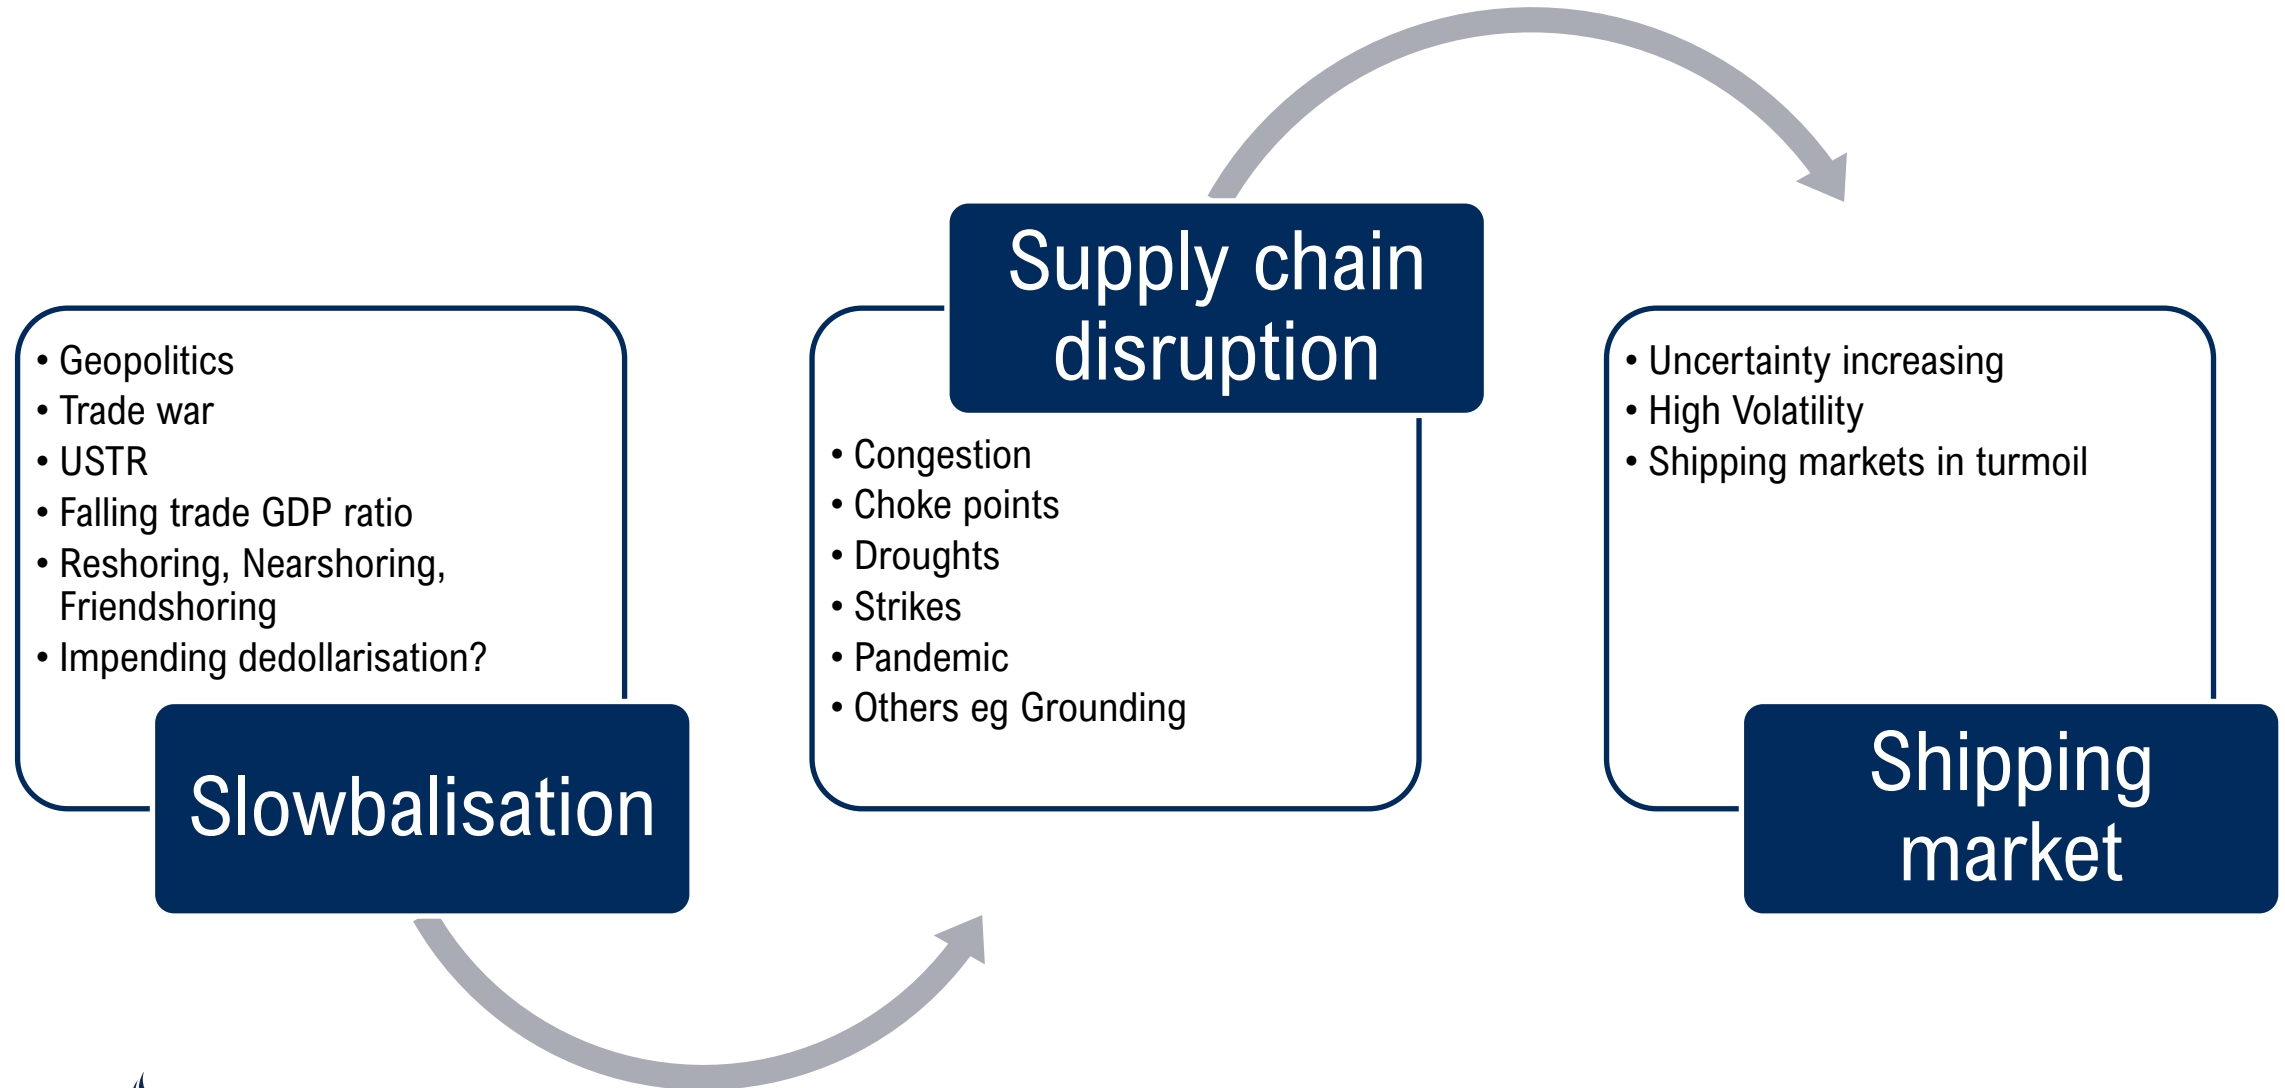 • Geopolitics
• Trade war
• USTR
• Falling trade GDP ratio
• Reshoring, Nearshoring,
Friendshoring
• Impending dedollarisation?
Slowbalisation
Supply chain
disruption
• Congestion
• Choke points
• Droughts
• Strikes
• Pandemic
• Others eg Grounding
• Uncertainty increasing
• High Volatility
• Shipping markets in turmoil
Shipping
market